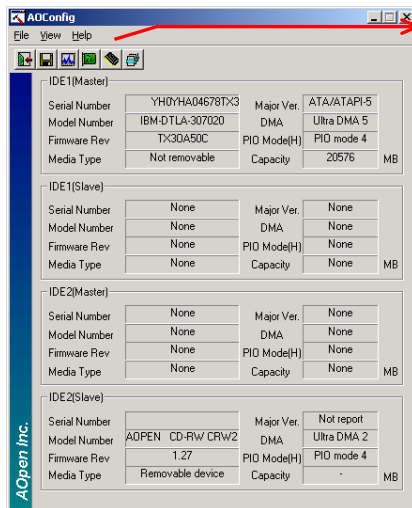 AOConfig
File View Help
IDE1(Master)
Serial Number YH0YHA04678TX3 Major Ver. ATA/ATAPI-5
Model Number IBM-DTLA-307020 DMA Ultra DMA 5
Firmware Rev TX3OA50C PIO Mode(H) PIO mode 4
Media Type Not removable Capacity 20576 MB
IDE1(Slave)
Serial Number None Major Ver. None
Model Number None DMA None
Firmware Rev None PIO Mode(H) None
Media Type None Capacity None MB
IDE2(Master)
Serial Number None Major Ver. None
Model Number None DMA None
Firmware Rev None PIO Mode(H) None
Media Type None Capacity None MB
IDE2(Slave)
Serial Number Major Ver. Not report
Model Number AOPEN CD-RW CRW2 DMA Ultra DMA 2
Firmware Rev 1.27 PIO Mode(H) PIO mode 4
Media Type Removable device Capacity - MB
AOpen Inc.